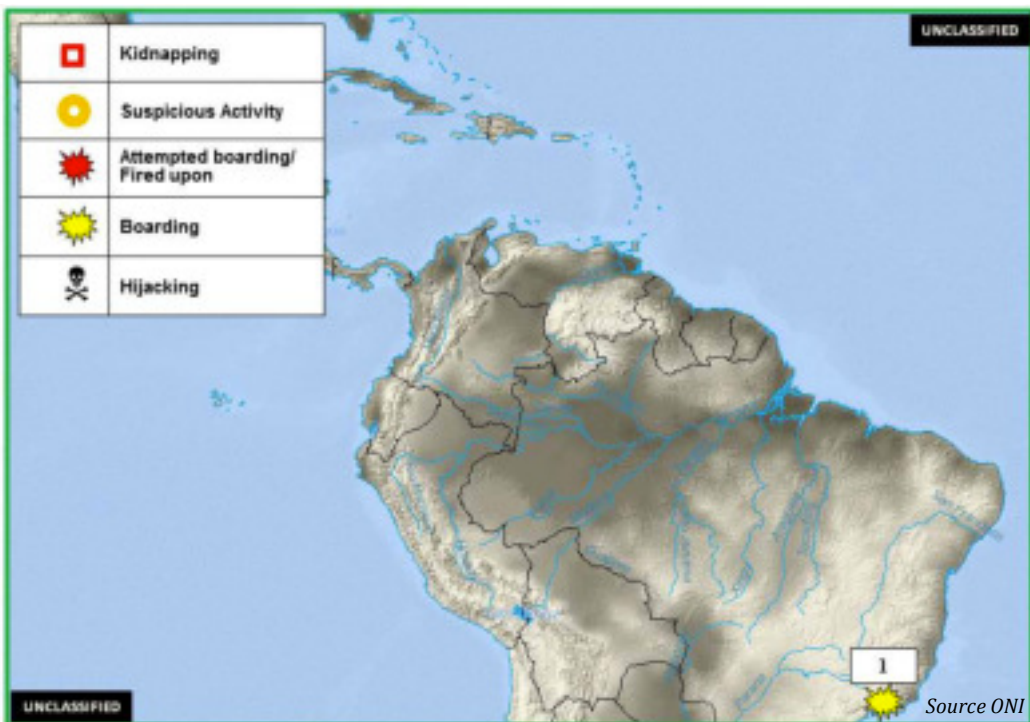 UNCLASSIFIED
Kidnapping
Suspicious Activity
Attempted boarding/
Fired upon
Boarding
Hijacking
1
UNCLASSIFIED
Source ONI